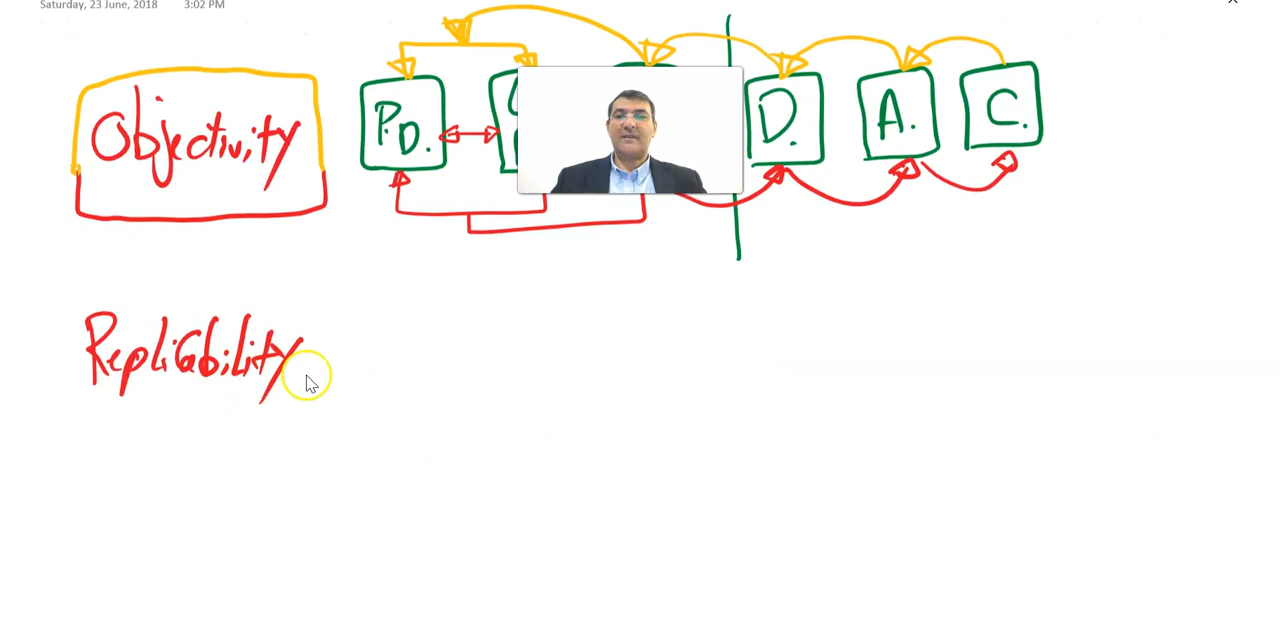 Saturday, 23 June, 2018 3:02 PM
Objectivity P.D. D. A. C.
Replicability